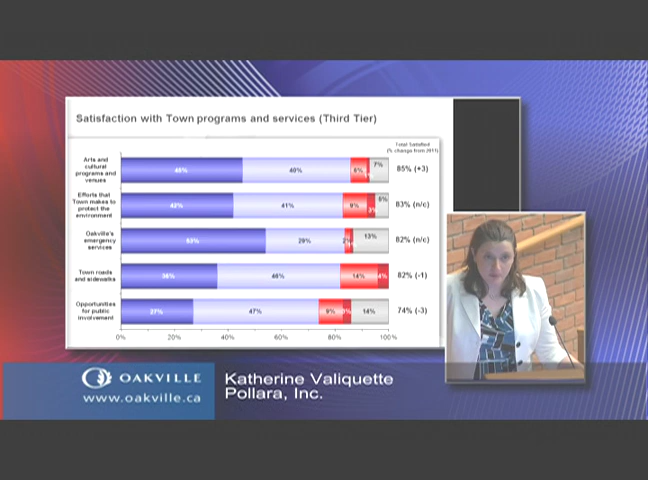 Satisfaction with Town programs and services (Third Tier)
Total Satisfied
(% change from 2011)
Arts and
cultural
programs and
venues
40%
7%
85% (+3)
Efforts that
Town makes to
protect the
environment
42%
41%
9%
3%
83% (n/c)
Oakville's
emergency
services
29%
13%
82% (n/c)
Town roads
and sidewalks
46%
14%
4%
82% (-1)
Opportunities
for public
involvement
27%
47%
9%
14%
74% (-3)
0%
20%
40%
60%
80%
100%
OAKVILLE
www.oakville.ca
Katherine Valiquette
Pollara, Inc.